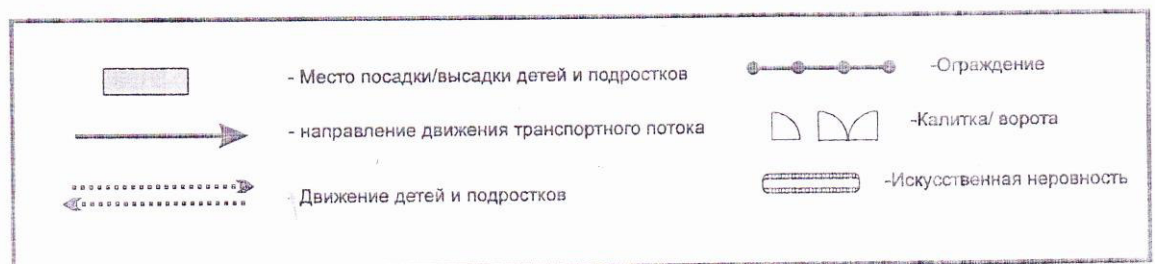 - Место посадки/высадки детей и подростков
- направление движения транспортного потока
- Движение детей и подростков
-Ограждение
-Калитка/ ворота
-Искусственная неровность